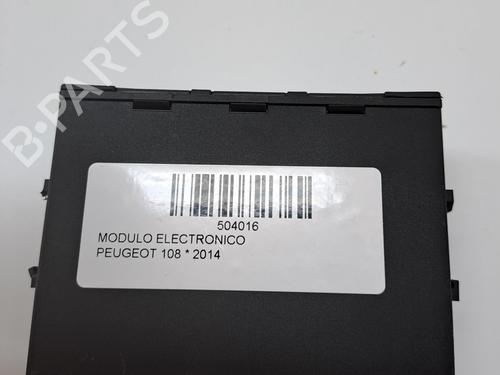 B-PARTS
504016
MODULO ELECTRONICO
PEUGEOT 108 * 2014